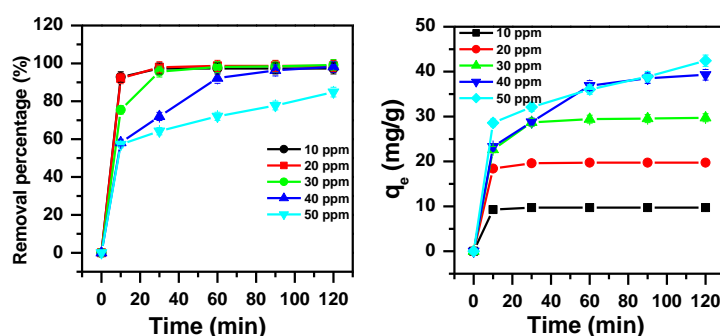 Removal percentage (%)
120
100
80
60
40
20
0
10 ppm
20 ppm
30 ppm
40 ppm
50 ppm
0 20 40 60 80 100 120
Time (min)
qe (mg/g)
50
40
30
20
10
0
10 ppm
20 ppm
30 ppm
40 ppm
50 ppm
0 20 40 60 80 100 120
Time (min)